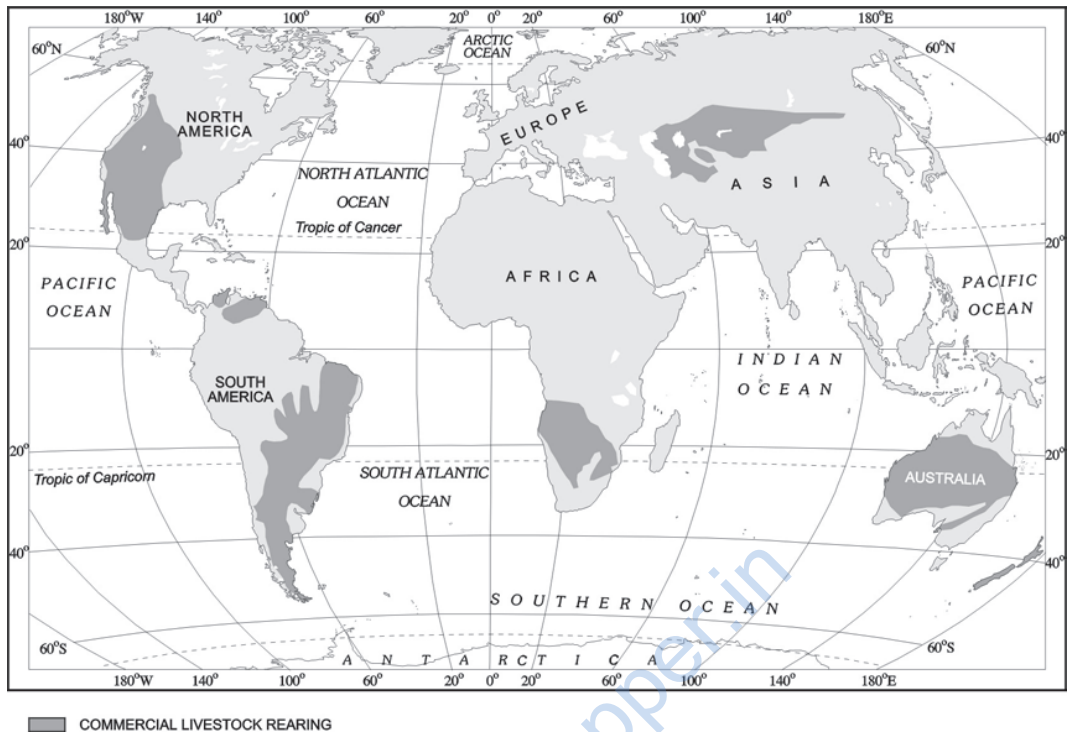 180°W 140° 100° 60° 20° 0° 20° 60° 100° 140° 180°E
ARCTIC
OCEAN
60°N
60°N
NORTH
AMERICA
EUROPE
40°
40°
NORTH ATLANTIC
OCEAN
ASIA
Tropic of Cancer
20°
20°
PACIFIC
OCEAN
AFRICA
PACIFIC
OCEAN
INDIAN
OCEAN
SOUTH
AMERICA
20°
20°
Tropic of Capricorn
SOUTH ATLANTIC
OCEAN
AUSTRALIA
40°
40°
SOUTHERN OCEAN
60°S
60°S
ANTARCTICA
180°W 140° 100° 60° 20° 0° 20° 60° 100° 140° 180°E
COMMERCIAL LIVESTOCK REARING